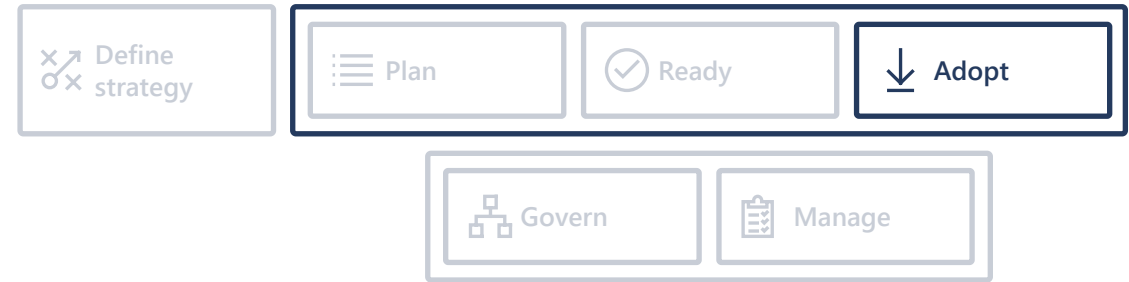 Define
strategy
Plan
Ready
Adopt
Govern
Manage